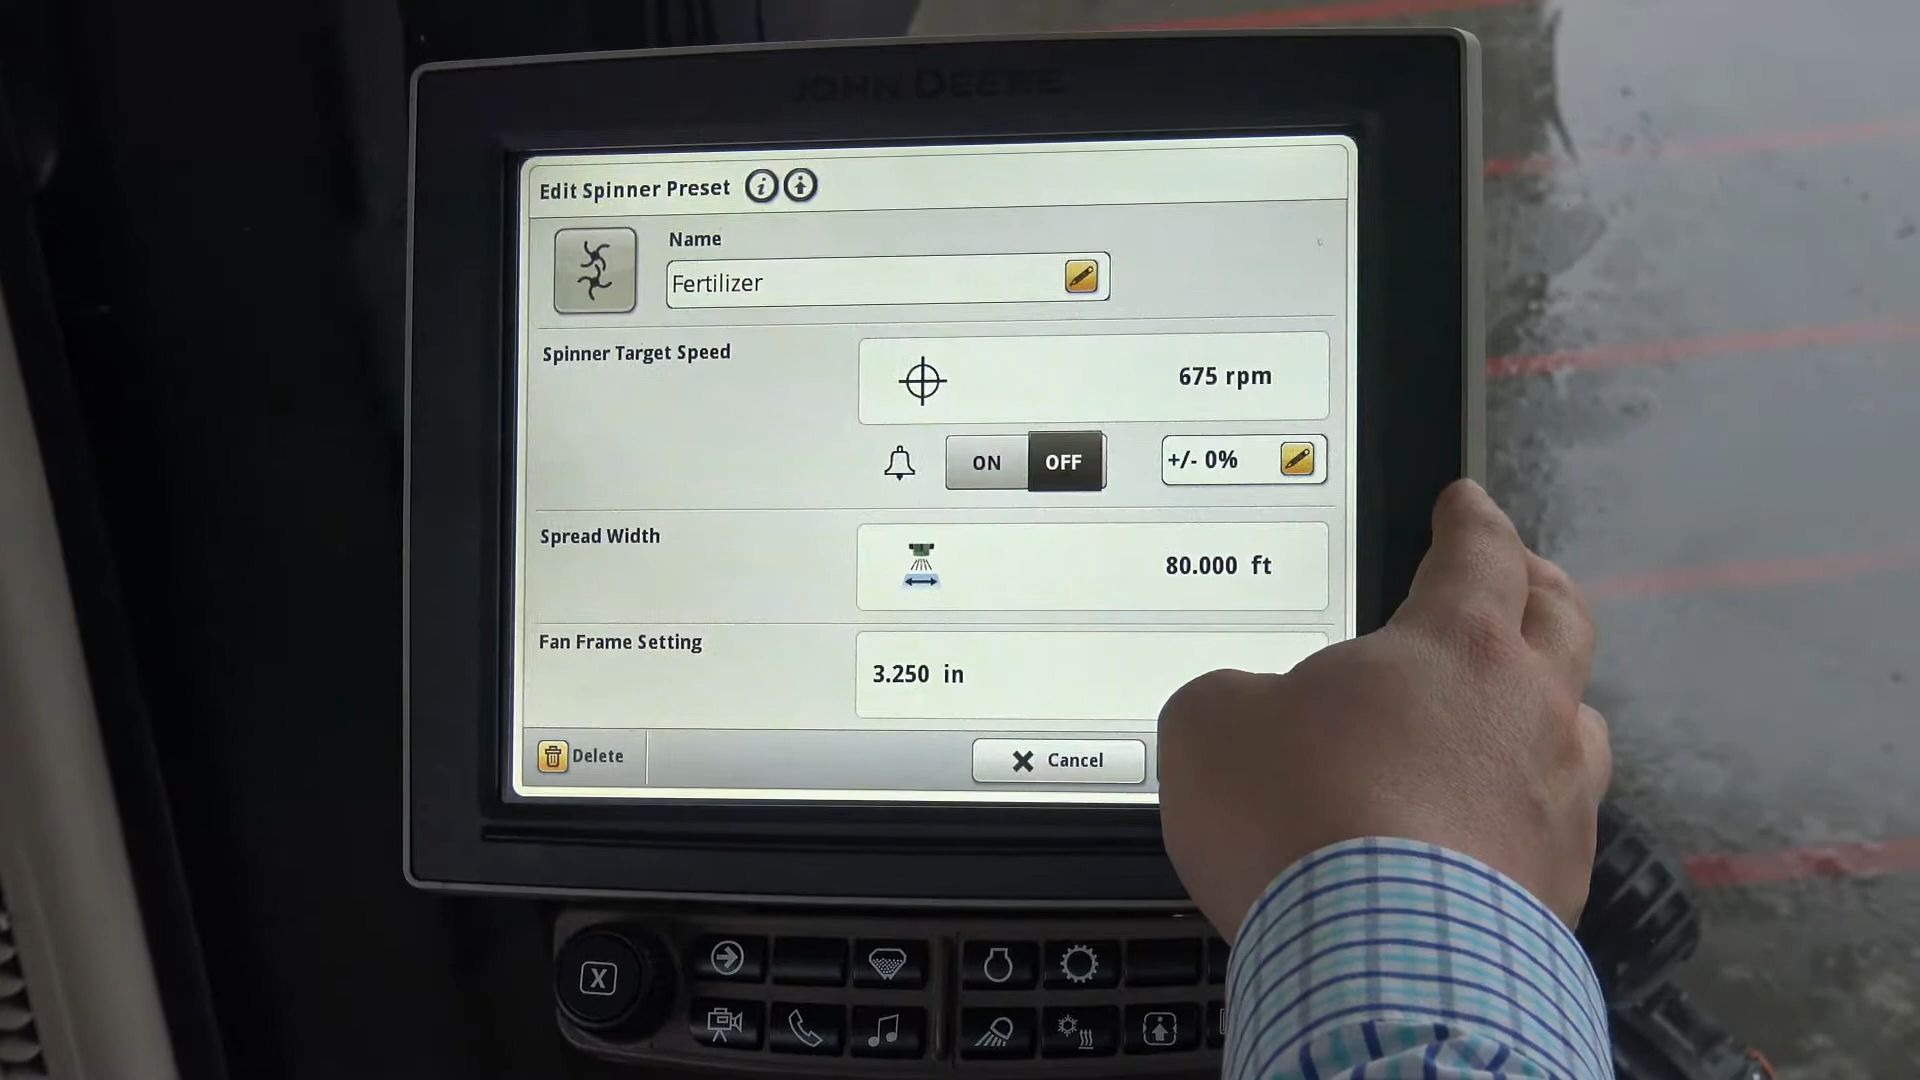 JOHN DEERE
Edit Spinner Preset
Name
Fertilizer
Spinner Target Speed
675 rpm
ON OFF
+/- 0%
Spread Width
80.000 ft
Fan Frame Setting
3.250 in
Delete
Cancel
X